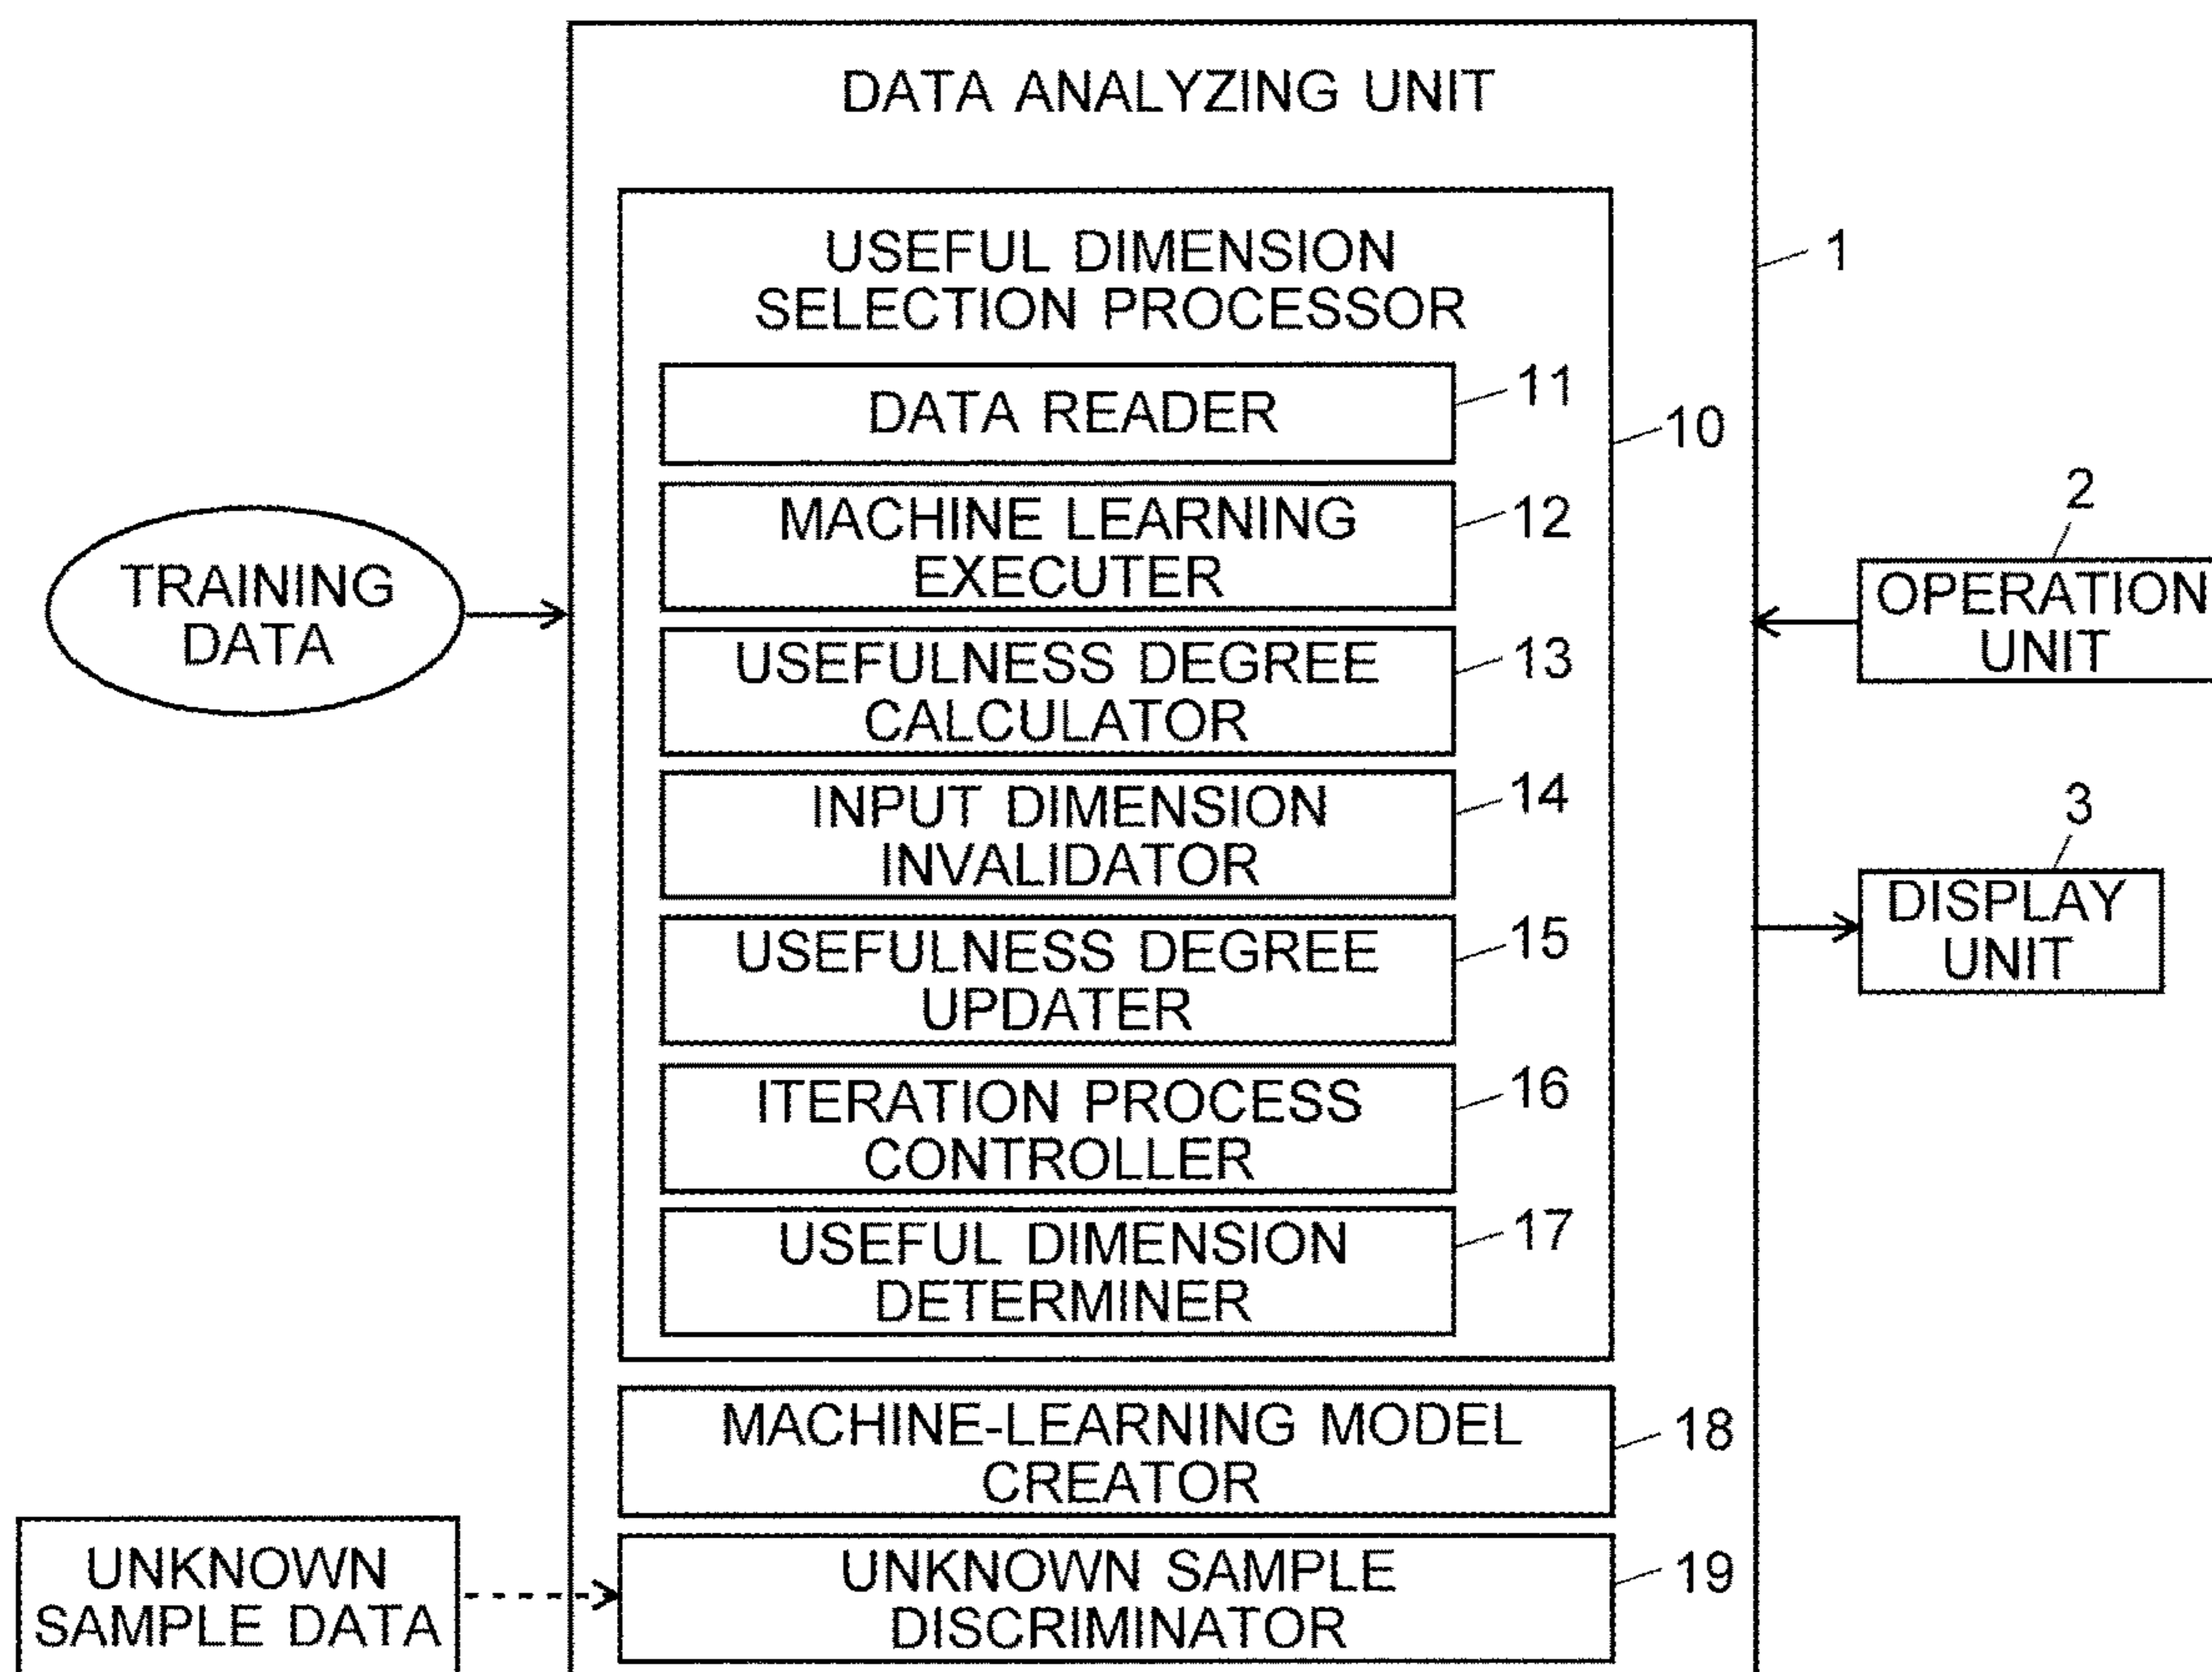 DATA ANALYZING UNIT
USEFUL DIMENSION
SELECTION PROCESSOR
1
DATA READER
11
10
MACHINE LEARNING
EXECUTER
12
USEFULNESS DEGREE
CALCULATOR
13
INPUT DIMENSION
INVALIDATOR
14
USEFULNESS DEGREE
UPDATER
15
ITERATION PROCESS
CONTROLLER
16
USEFUL DIMENSION
DETERMINER
17
MACHINE-LEARNING MODEL
CREATOR
18
UNKNOWN SAMPLE
DISCRIMINATOR
19
TRAINING
DATA
UNKNOWN
SAMPLE DATA
2
OPERATION
UNIT
3
DISPLAY
UNIT